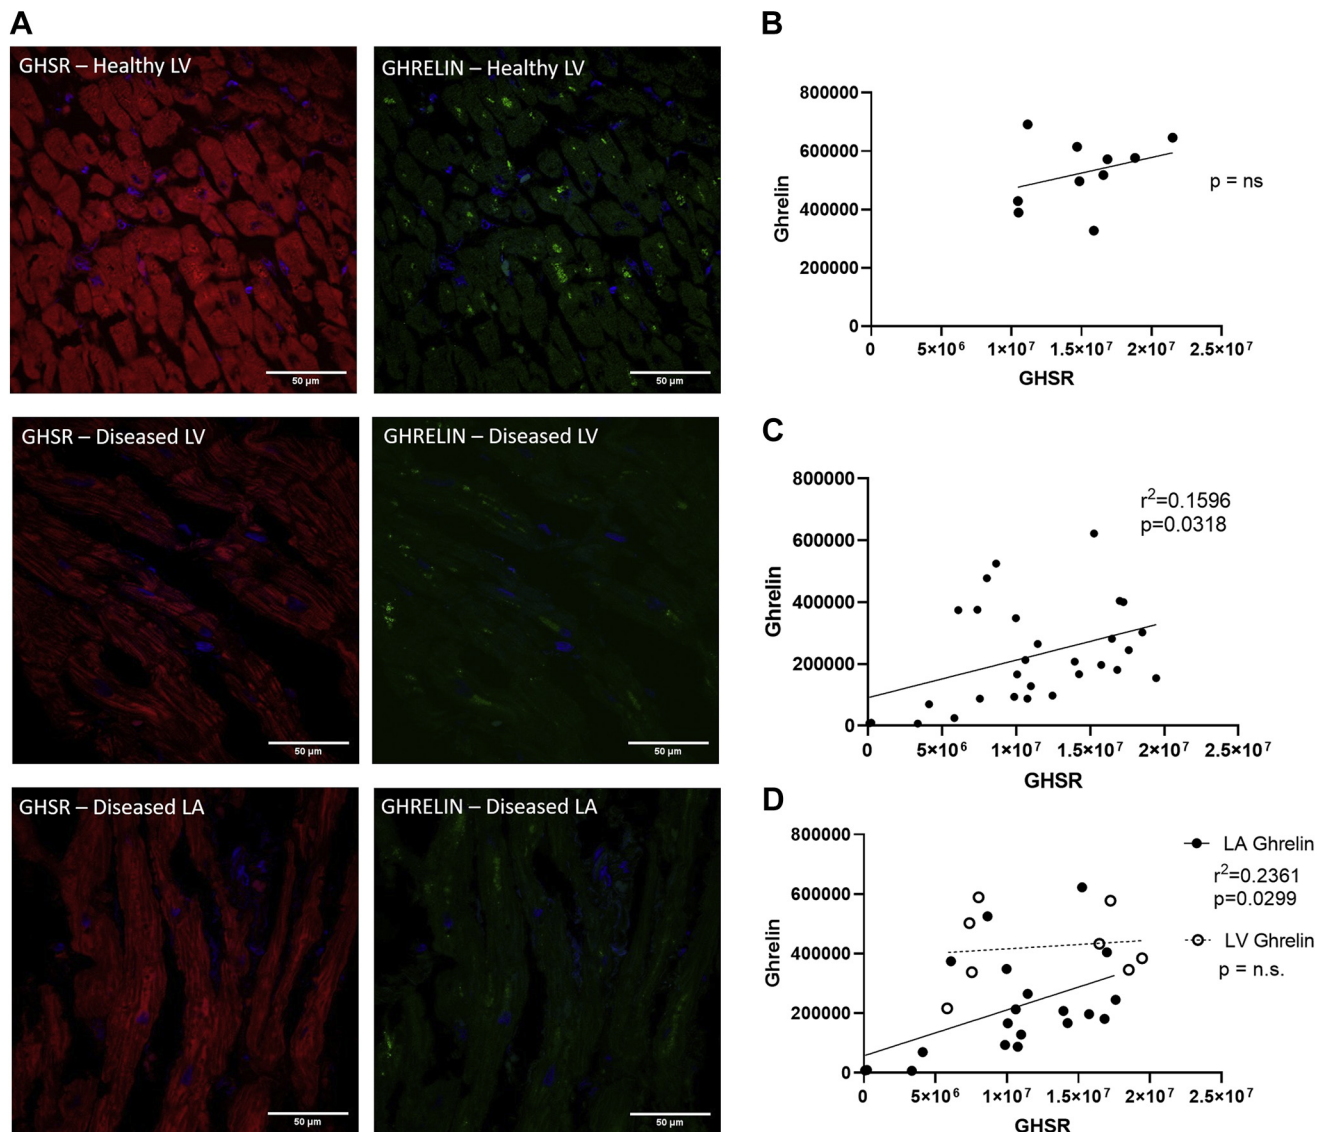 A
GHSR – Healthy LV
50 µm
GHRELIN – Healthy LV
50 µm
GHSR – Diseased LV
50 µm
GHRELIN – Diseased LV
50 µm
GHSR – Diseased LA
50 µm
GHRELIN – Diseased LA
50 µm
B
800000
600000
400000
200000
0
Ghrelin
p = ns
0 5×10⁶ 1×10⁷ 1.5×10⁷ 2×10⁷ 2.5×10⁷
GHSR
C
800000
600000
400000
200000
0
Ghrelin
r²=0.1596
p=0.0318
0 5×10⁶ 1×10⁷ 1.5×10⁷ 2×10⁷ 2.5×10⁷
GHSR
D
800000
600000
400000
200000
0
Ghrelin
LA Ghrelin
r²=0.2361
p=0.0299
LV Ghrelin
p = n.s.
0 5×10⁶ 1×10⁷ 1.5×10⁷ 2×10⁷ 2.5×10⁷
GHSR